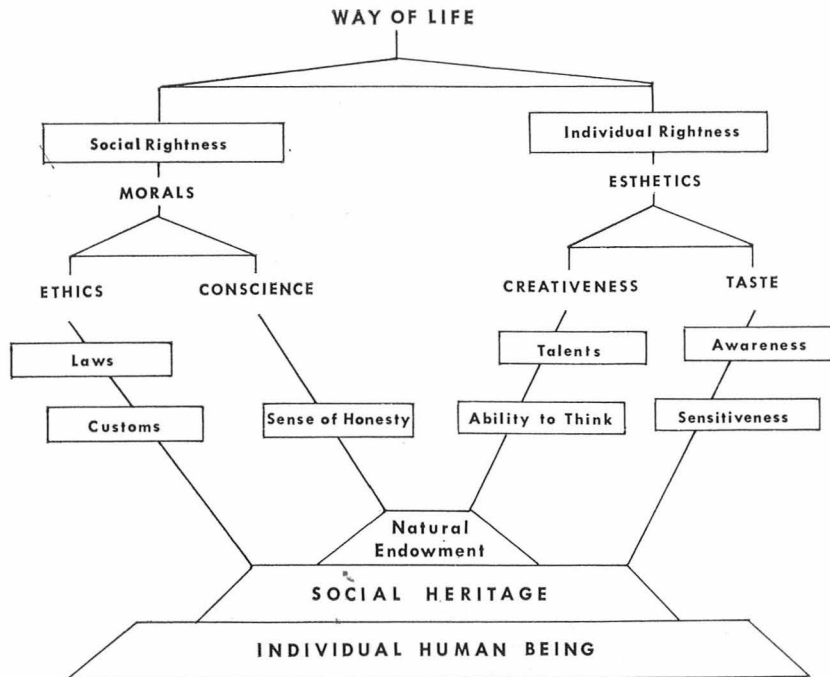 WAY OF LIFE
Social Rightness
Individual Rightness
MORALS
ESTHETICS
ETHICS
CONSCIENCE
CREATIVENESS
TASTE
Laws
Talents
Awareness
Customs
Sense of Honesty
Ability to Think
Sensitiveness
Natural
Endowment
SOCIAL HERITAGE
INDIVIDUAL HUMAN BEING